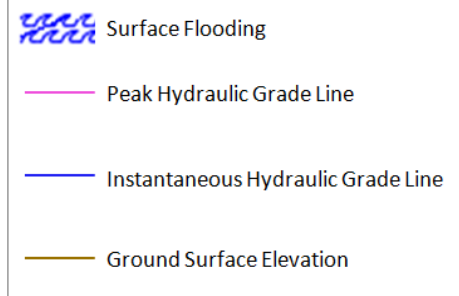 Surface Flooding
Peak Hydraulic Grade Line
Instantaneous Hydraulic Grade Line
Ground Surface Elevation